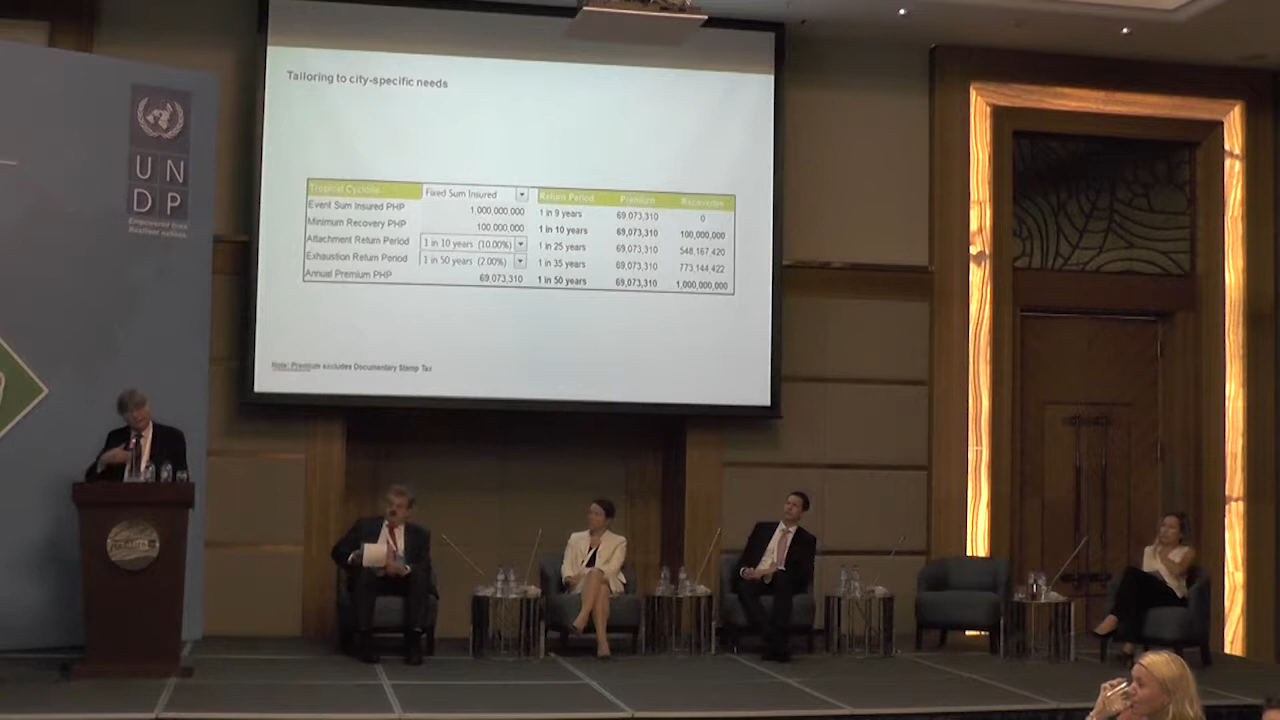 Tailoring to city-specific needs
Tropical Cyclone Fixed Sum Insured Return Period Premium Recoveries
Event Sum Insured PHP 1,000,000,000 1 in 9 years 69,073,310 0
Minimum Recovery PHP 100,000,000 1 in 10 years 69,073,310 100,000,000
Attachment Return Period 1 in 10 years (10.00%) 1 in 25 years 69,073,310 548,167,420
Exhaustion Return Period 1 in 50 years (2.00%) 1 in 35 years 69,073,310 773,144,422
Annual Premium PHP 69,073,310 1 in 50 years 69,073,310 1,000,000,000
Note: Premium excludes Documentary Stamp Tax
U N
D P
Empowered lives.
Resilient nations.